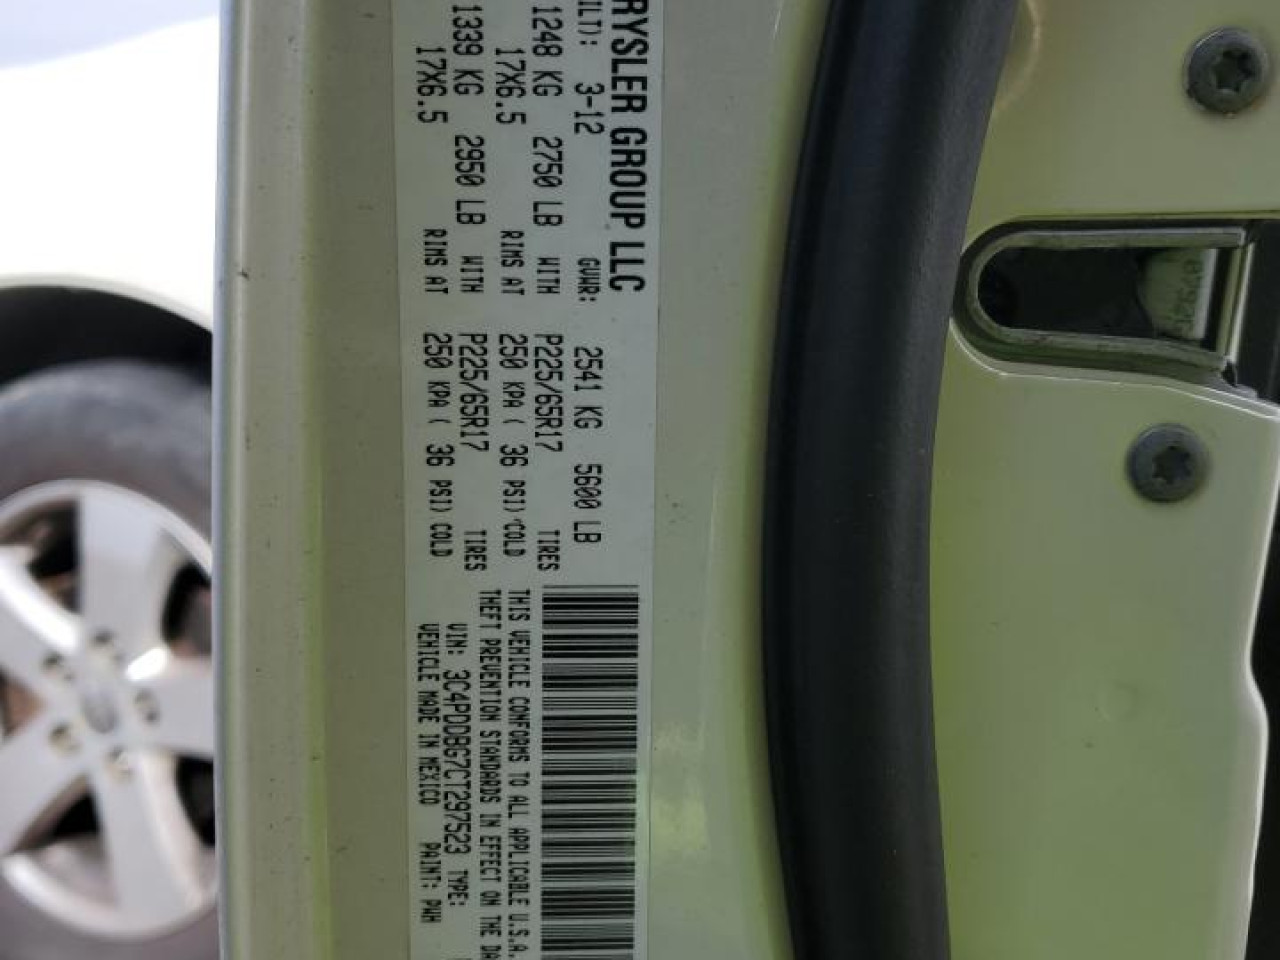 RYSLER GROUP LLC
ILT): 3-12 GVWR: 2541 KG 5600 LB
1248 KG 2750 LB WITH P225/65R17 TIRES
17X6.5 RIMS AT 250 KPA ( 36 PSI) COLD
1339 KG 2950 LB WITH P225/65R17 TIRES
17X6.5 RIMS AT 250 KPA ( 36 PSI) COLD
THIS VEHICLE CONFORMS TO ALL APPLICABLE U.S.A.
THEFT PREVENTION STANDARDS IN EFFECT ON THE DA
VIN: 3C4PDDBG7CT297523 TYPE:
VEHICLE MADE IN MEXICO PAINT: PWH